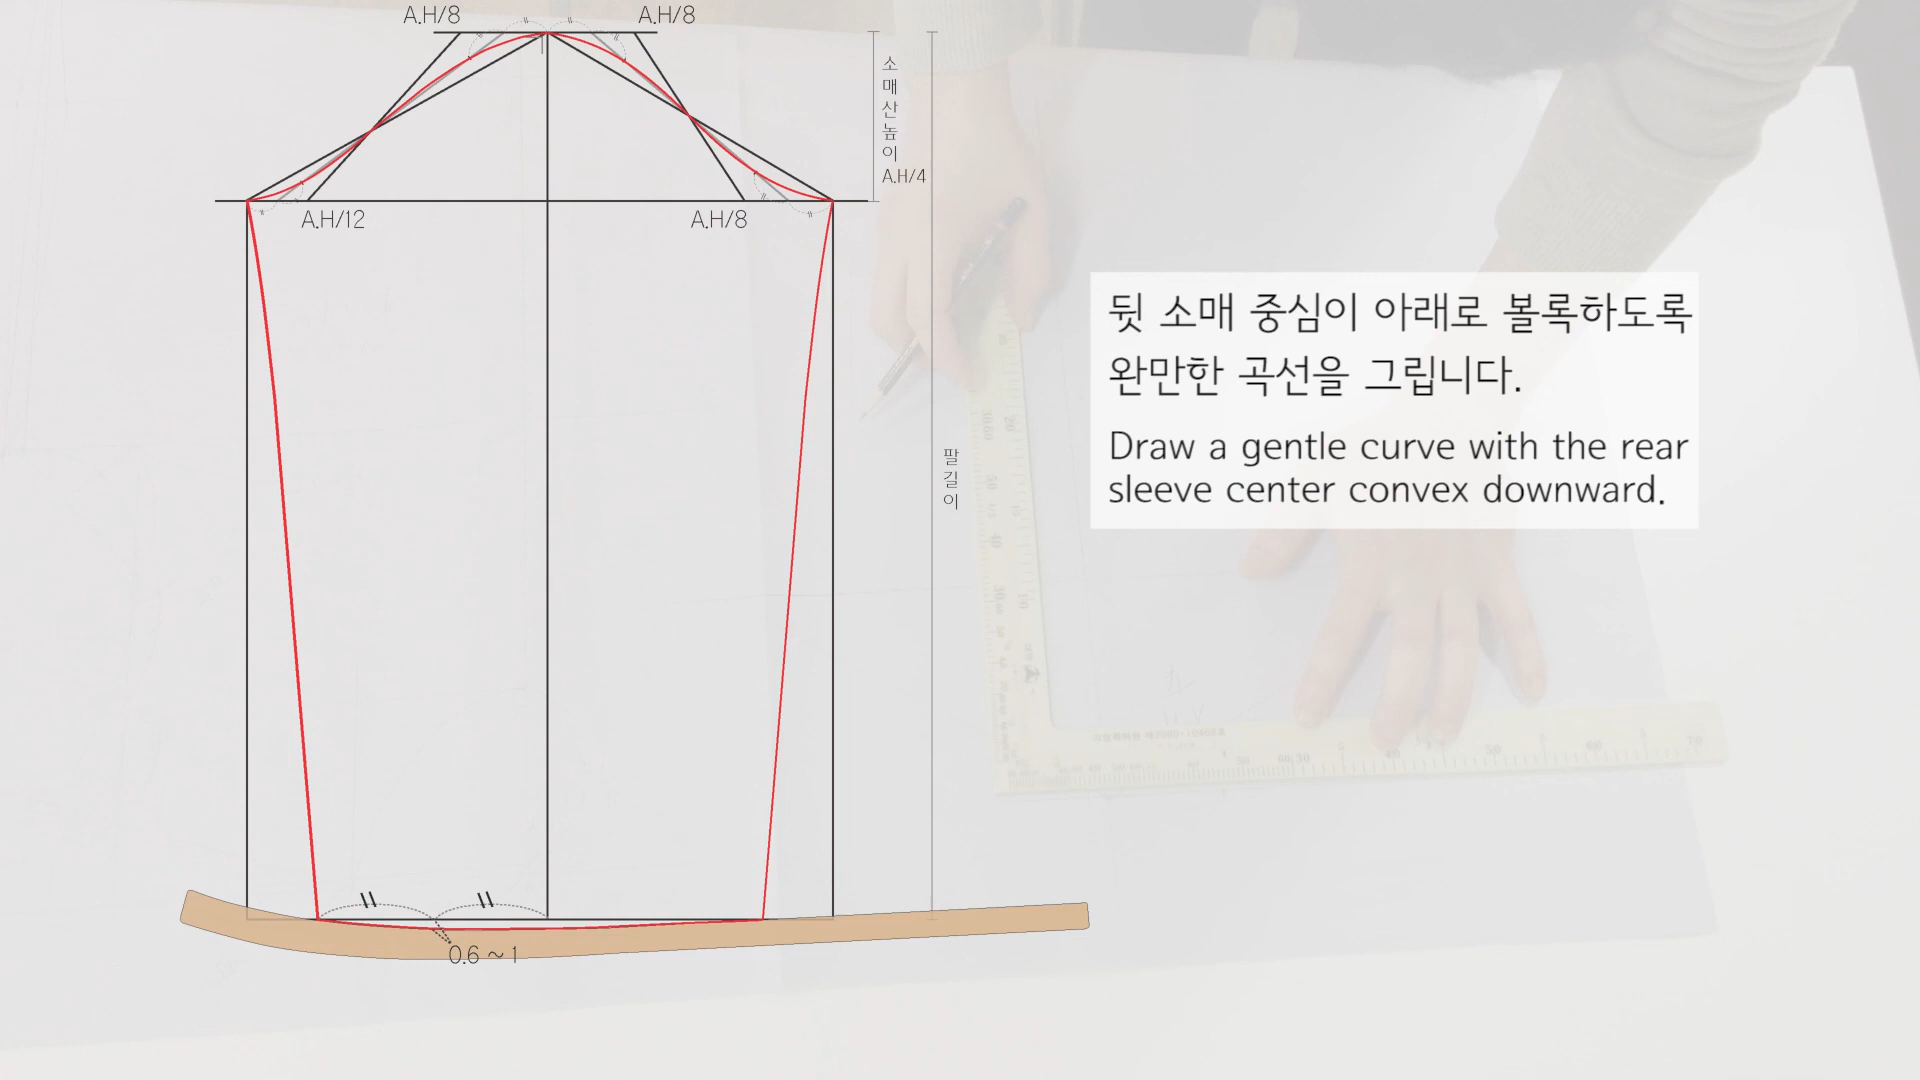 A.H/8
A.H/8
소매산높이
A.H/4
A.H/12
A.H/8
팔길이
0.6 ~ 1
뒷 소매 중심이 아래로 볼록하도록
완만한 곡선을 그립니다.
Draw a gentle curve with the rear
sleeve center convex downward.